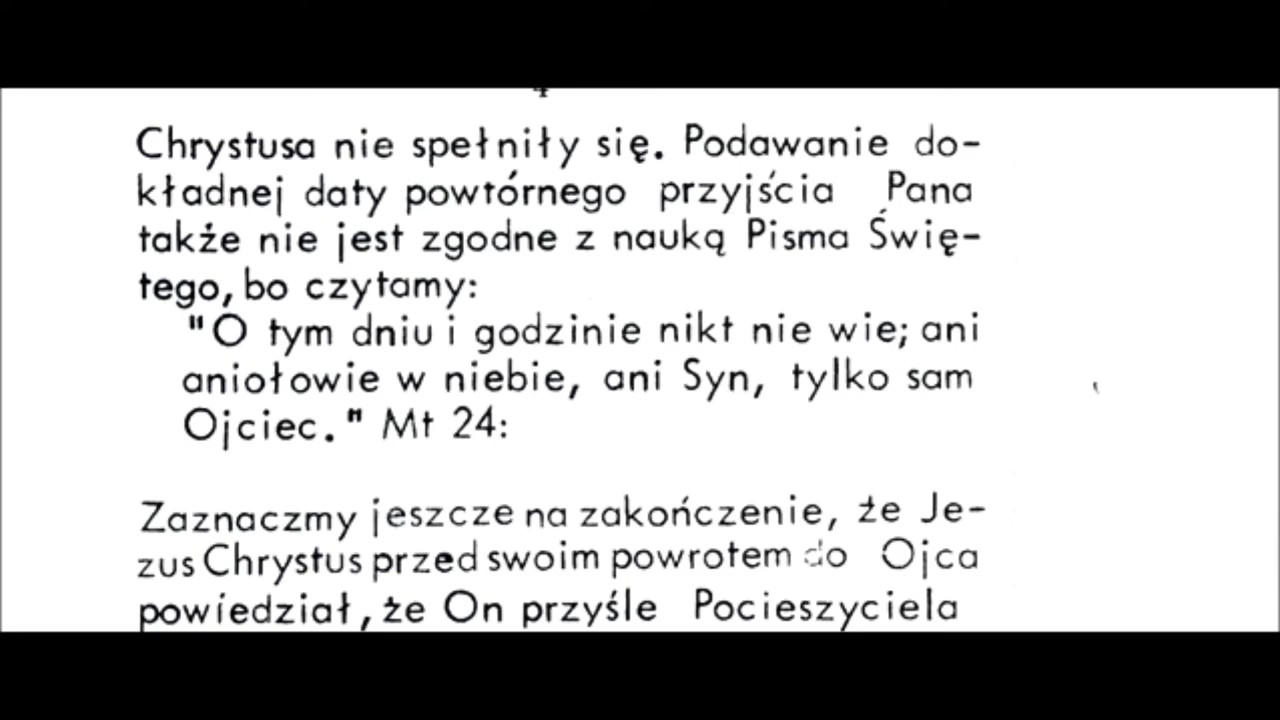 4
Chrystusa nie spełniły się. Podawanie do-
kładnej daty powtórnego przyjścia Pana
także nie jest zgodne z nauką Pisma Świę-
tego, bo czytamy:
"O tym dniu i godzinie nikt nie wie; ani
aniołowie w niebie, ani Syn, tylko sam
Ojciec." Mt 24:
Zaznaczmy jeszcze na zakończenie, że Je-
zus Chrystus przed swoim powrotem do Ojca
powiedział, że On przyśle Pocieszyciela